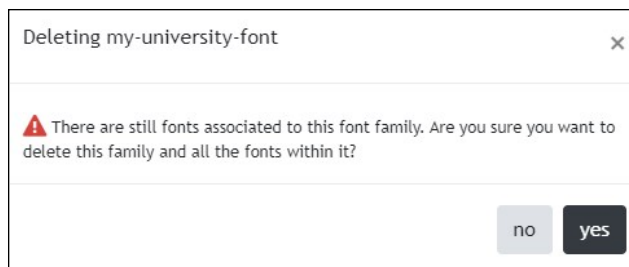 Deleting my-university-font
×
There are still fonts associated to this font family. Are you sure you want to
delete this family and all the fonts within it?
no yes